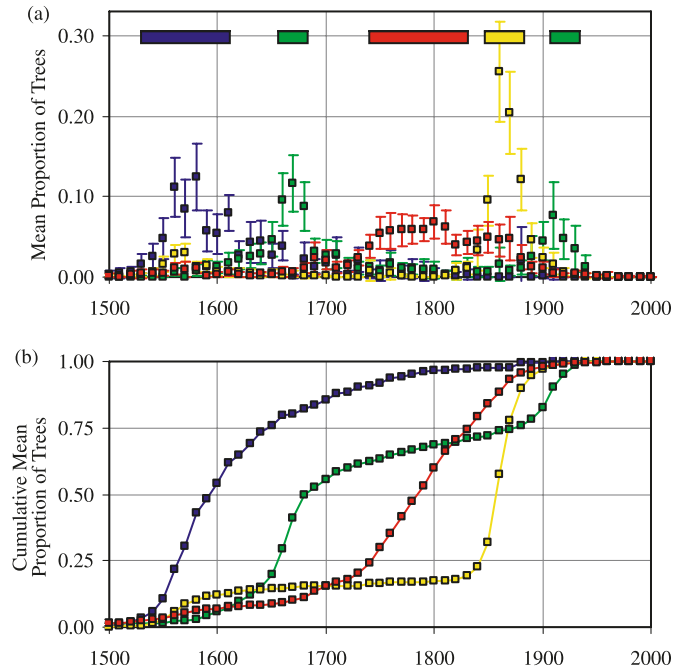 (a)
Mean Proportion of Trees
0.30
0.20
0.10
0.00
1500 1600 1700 1800 1900 2000
(b)
Cumulative Mean
Proportion of Trees
1.00
0.75
0.50
0.25
0.00
1500 1600 1700 1800 1900 2000